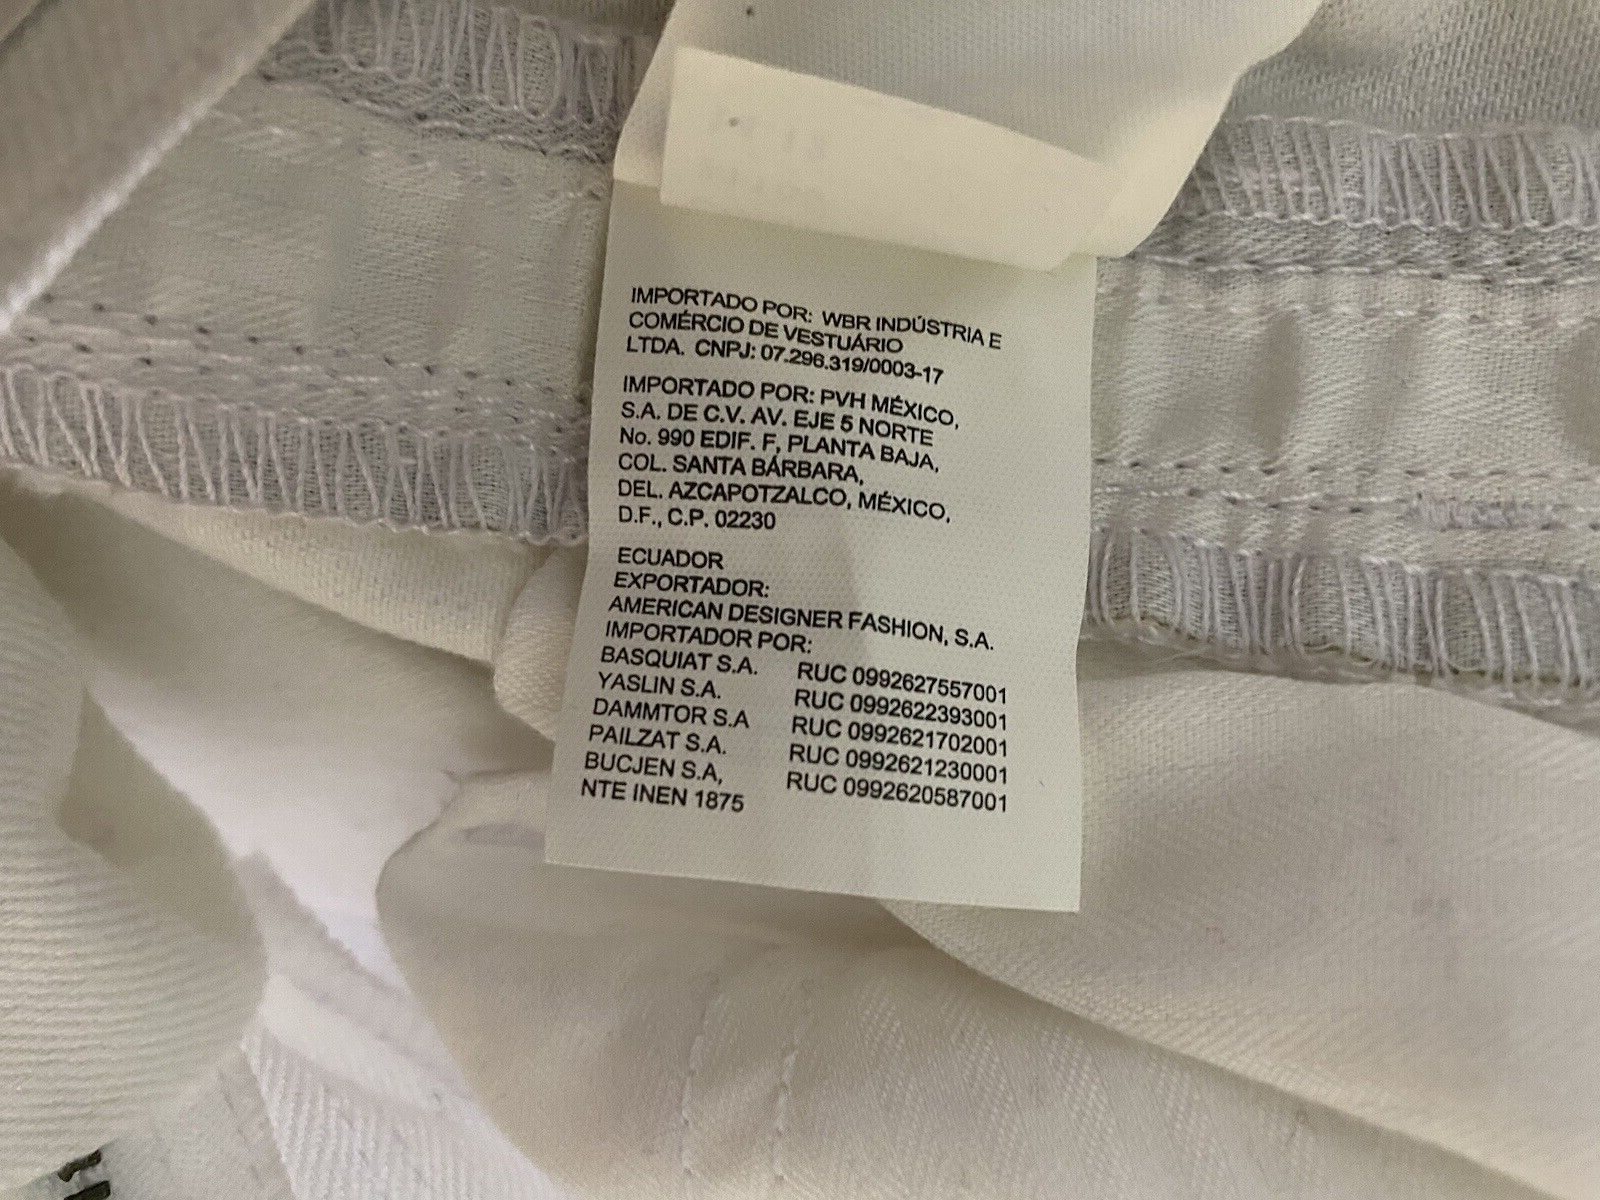 IMPORTADO POR: WBR INDÚSTRIA E
COMÉRCIO DE VESTUÁRIO
LTDA. CNPJ: 07.296.319/0003-17
IMPORTADO POR: PVH MÉXICO,
S.A. DE C.V. AV. EJE 5 NORTE
No. 990 EDIF. F, PLANTA BAJA,
COL. SANTA BÁRBARA,
DEL. AZCAPOTZALCO, MÉXICO,
D.F., C.P. 02230
ECUADOR
EXPORTADOR:
AMERICAN DESIGNER FASHION, S.A.
IMPORTADOR POR:
BASQUIAT S.A. RUC 0992627557001
YASLIN S.A. RUC 0992622393001
DAMMTOR S.A RUC 0992621702001
PAILZAT S.A. RUC 0992621230001
BUCJEN S.A, RUC 0992620587001
NTE INEN 1875